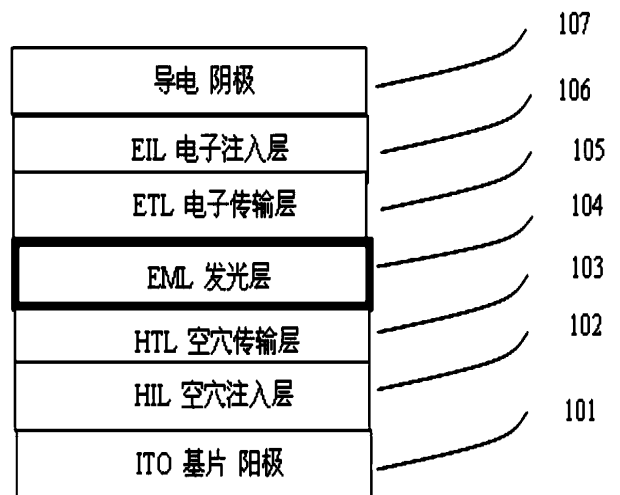 107
导电 阴极
106
EIL 电子注入层
105
ETL 电子传输层
104
EML 发光层
103
HTL 空穴传输层
102
HIL 空穴注入层
101
ITO 基片 阳极